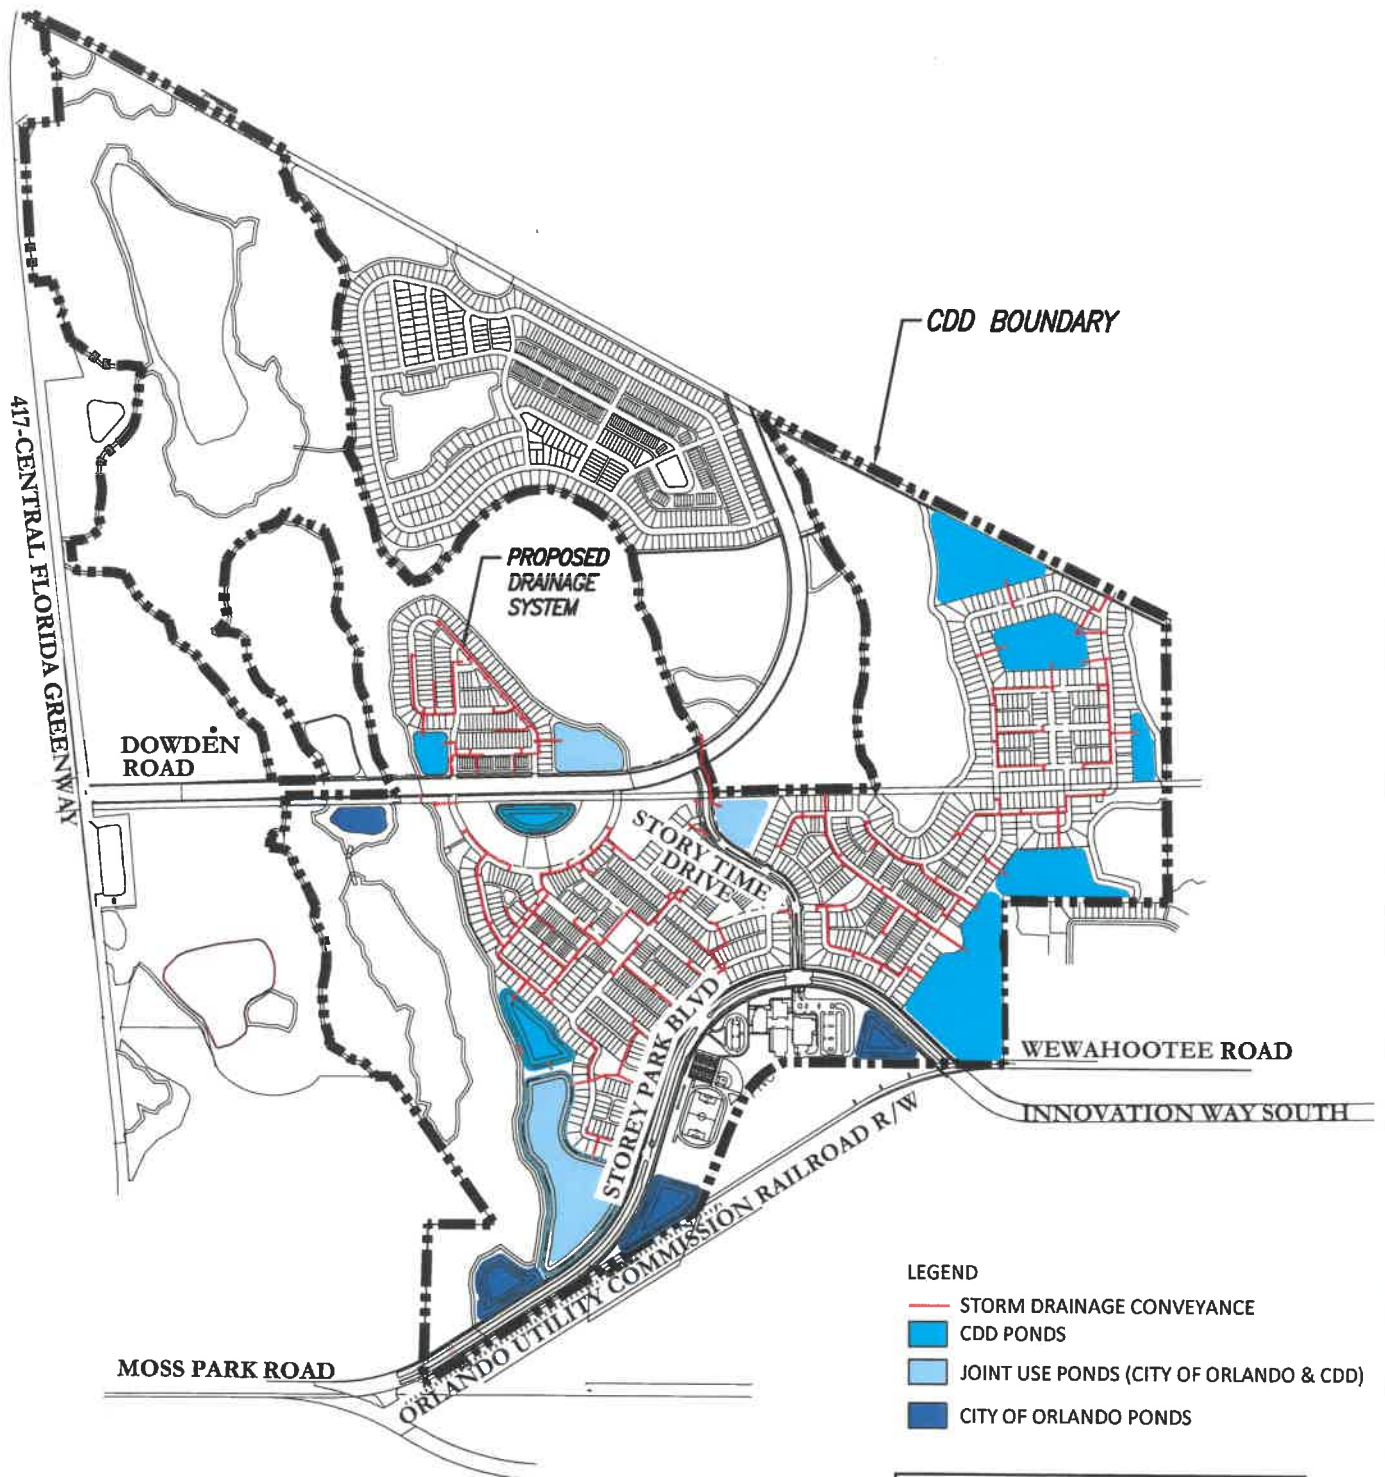 CDD BOUNDARY
417-CENTRAL FLORIDA GREENWAY
PROPOSED
DRAINAGE
SYSTEM
DOWDEN
ROAD
STORY TIME
DRIVE
STOREY PARK BLVD
WEWAHOOTEE ROAD
INNOVATION WAY SOUTH
ORLANDO UTILITY COMMISSION RAILROAD R/W
MOSS PARK ROAD
LEGEND
STORM DRAINAGE CONVEYANCE
CDD PONDS
JOINT USE PONDS (CITY OF ORLANDO & CDD)
CITY OF ORLANDO PONDS